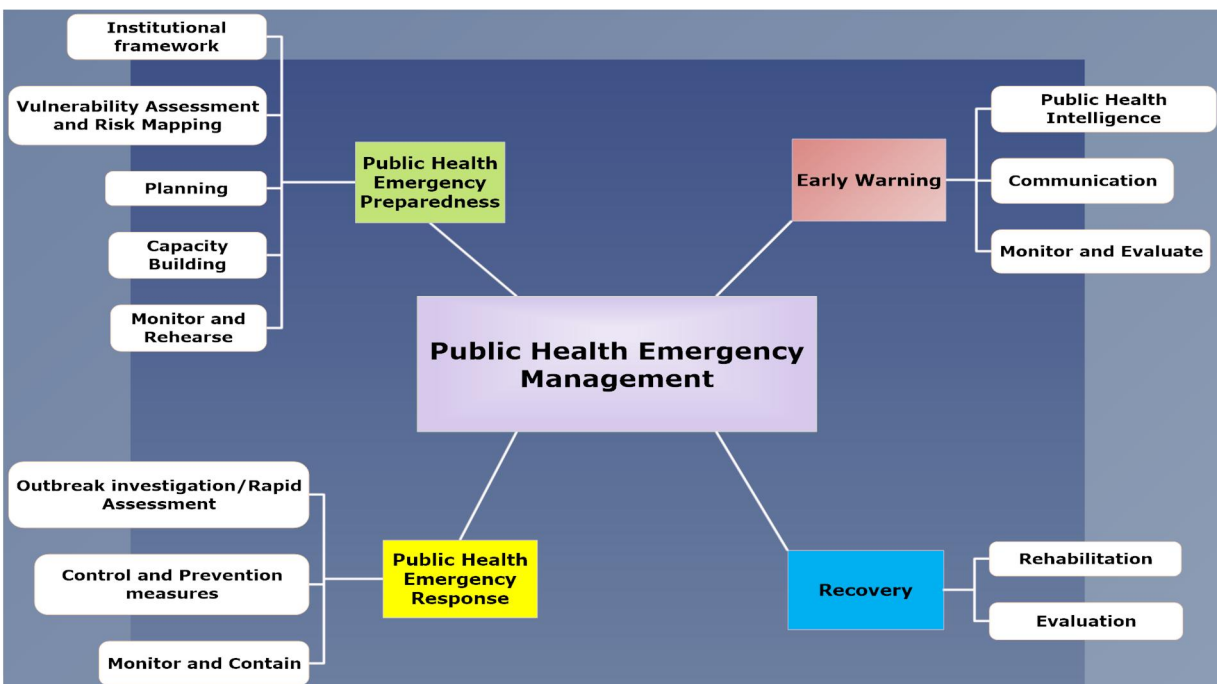 Institutional
framework
Vulnerability Assessment
and Risk Mapping
Planning
Capacity
Building
Monitor and
Rehearse
Public Health
Emergency
Preparedness
Early Warning
Public Health
Intelligence
Communication
Monitor and Evaluate
Public Health Emergency
Management
Outbreak investigation/Rapid
Assessment
Control and Prevention
measures
Monitor and Contain
Public Health
Emergency
Response
Recovery
Rehabilitation
Evaluation